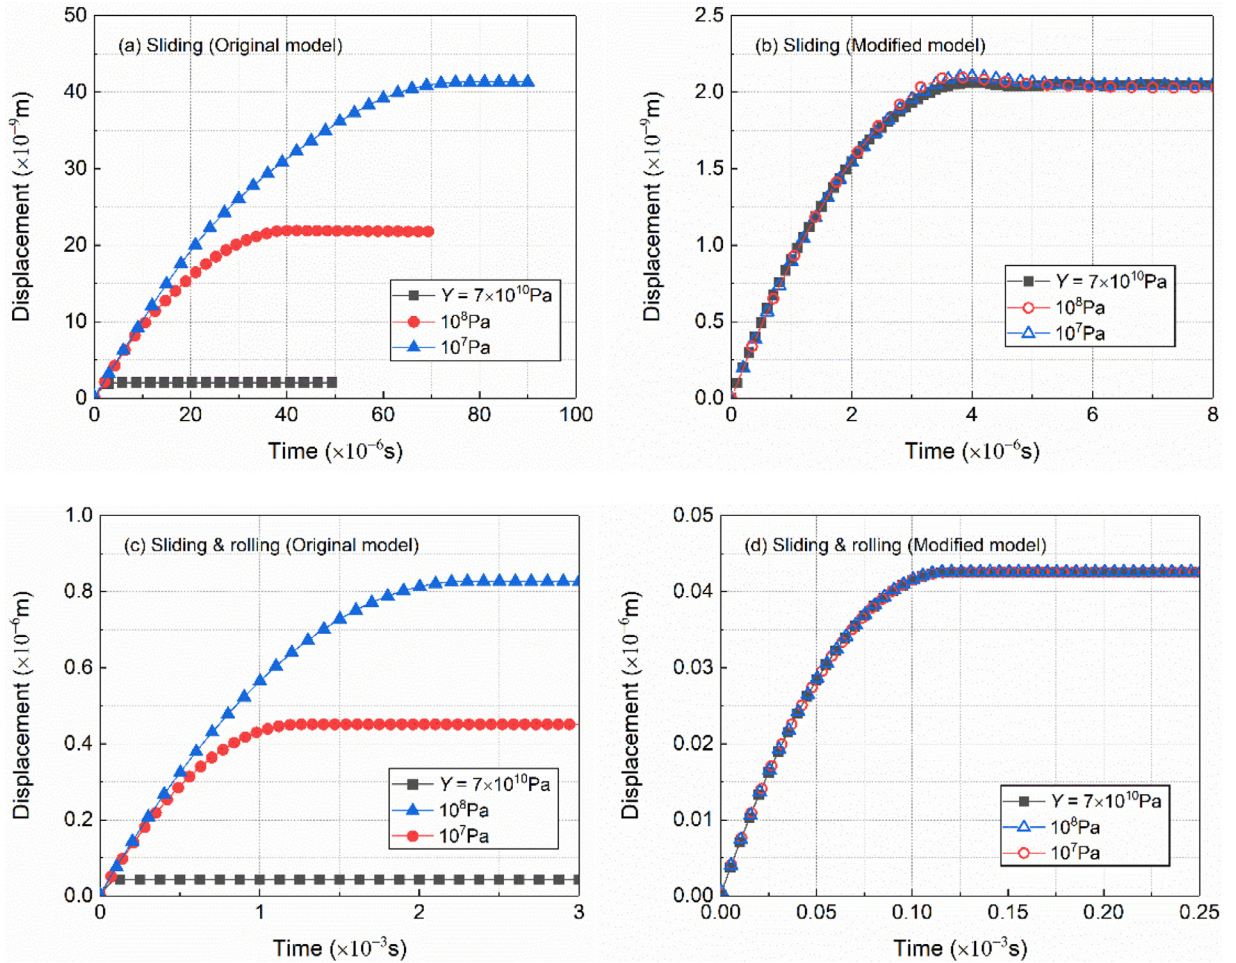 (a) Sliding (Original model)
Displacement (×10⁻⁹m)
50
40
30
20
10
0
Y = 7×10¹⁰Pa
10⁸Pa
10⁷Pa
0 20 40 60 80 100
Time (×10⁻⁶s)
(b) Sliding (Modified model)
Displacement (×10⁻⁹m)
2.5
2.0
1.5
1.0
0.5
0.0
Y = 7×10¹⁰Pa
10⁸Pa
10⁷Pa
0 2 4 6 8
Time (×10⁻⁶s)
(c) Sliding & rolling (Original model)
Displacement (×10⁻⁶m)
1.0
0.8
0.6
0.4
0.2
0.0
Y = 7×10¹⁰Pa
10⁸Pa
10⁷Pa
0 1 2 3
Time (×10⁻³s)
(d) Sliding & rolling (Modified model)
Displacement (×10⁻⁶m)
0.05
0.04
0.03
0.02
0.01
0.00
Y = 7×10¹⁰Pa
10⁸Pa
10⁷Pa
0.00 0.05 0.10 0.15 0.20 0.25
Time (×10⁻³s)